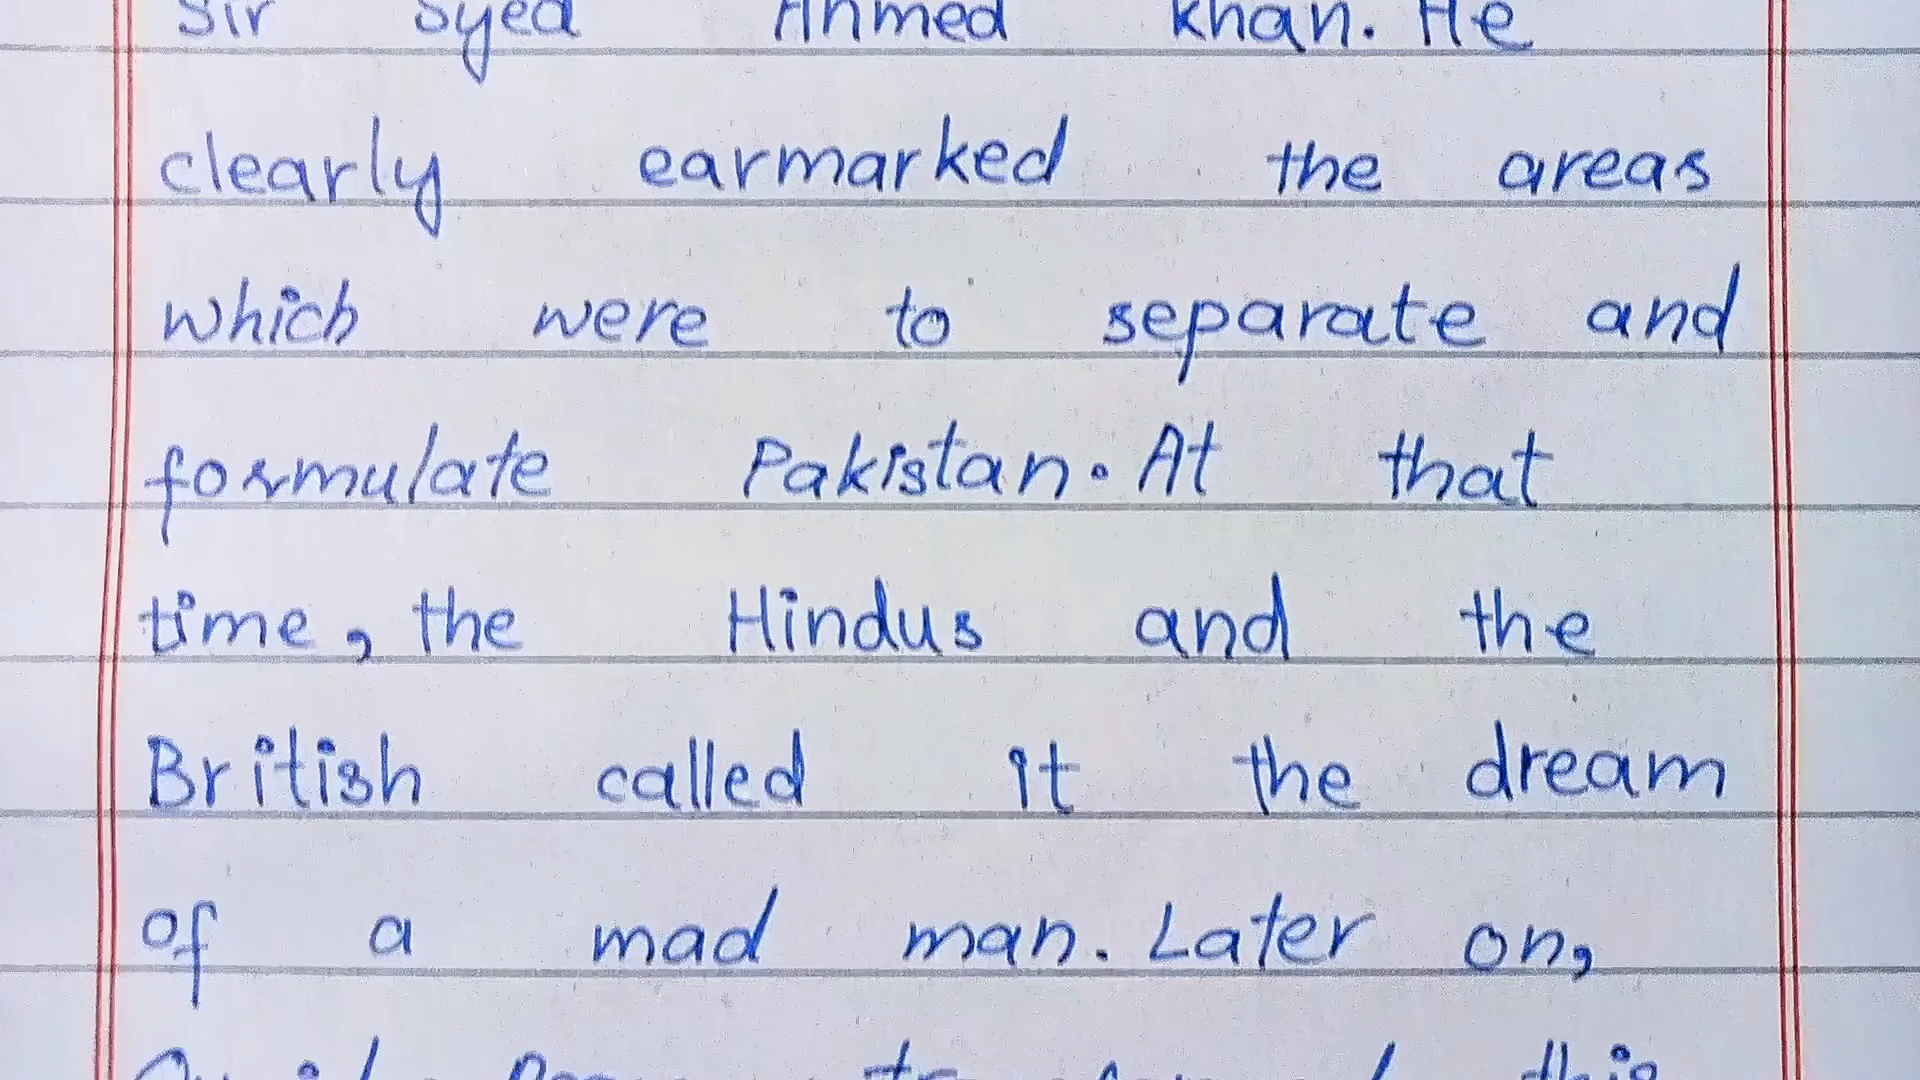 Sir Syed Ahmed Khan. He
clearly earmarked the areas
which were to separate and
formulate Pakistan. At that
time, the Hindus and the
British called it the dream
of a mad man. Later on,
this